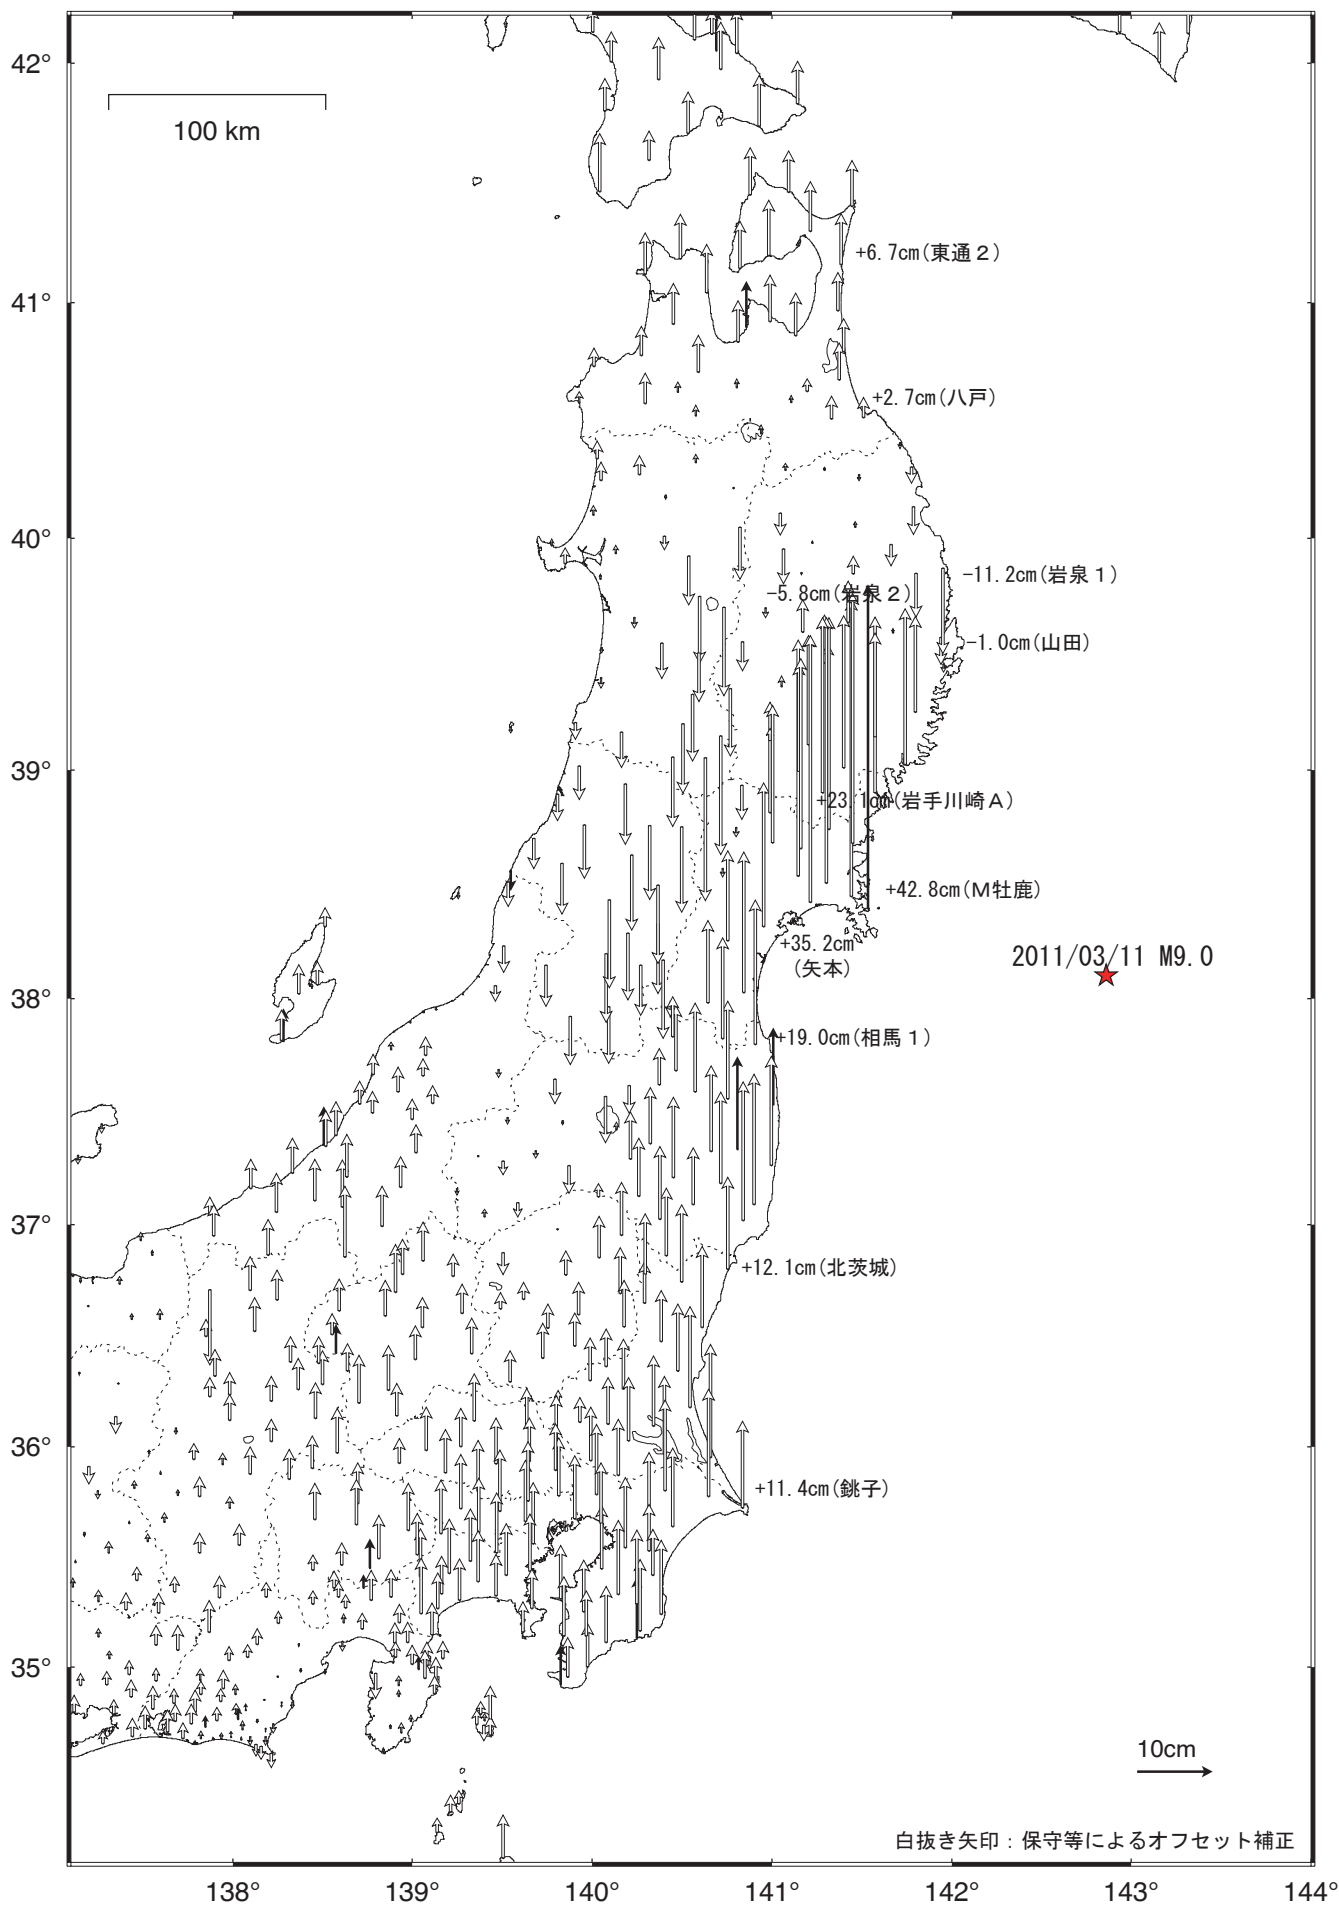 42°
100 km
+6.7cm(東通２)
41°
+2.7cm(八戸)
40°
-11.2cm(岩泉１)
-5.8cm(岩泉２)
-1.0cm(山田)
39°
+23.1cm(岩手川崎Ａ)
+42.8cm(Ｍ牡鹿)
+35.2cm
(矢本)
2011/03/11 M9.0
38°
+19.0cm(相馬１)
37°
+12.1cm(北茨城)
36°
+11.4cm(銚子)
35°
10cm
白抜き矢印：保守等によるオフセット補正
138° 139° 140° 141° 142° 143° 144°